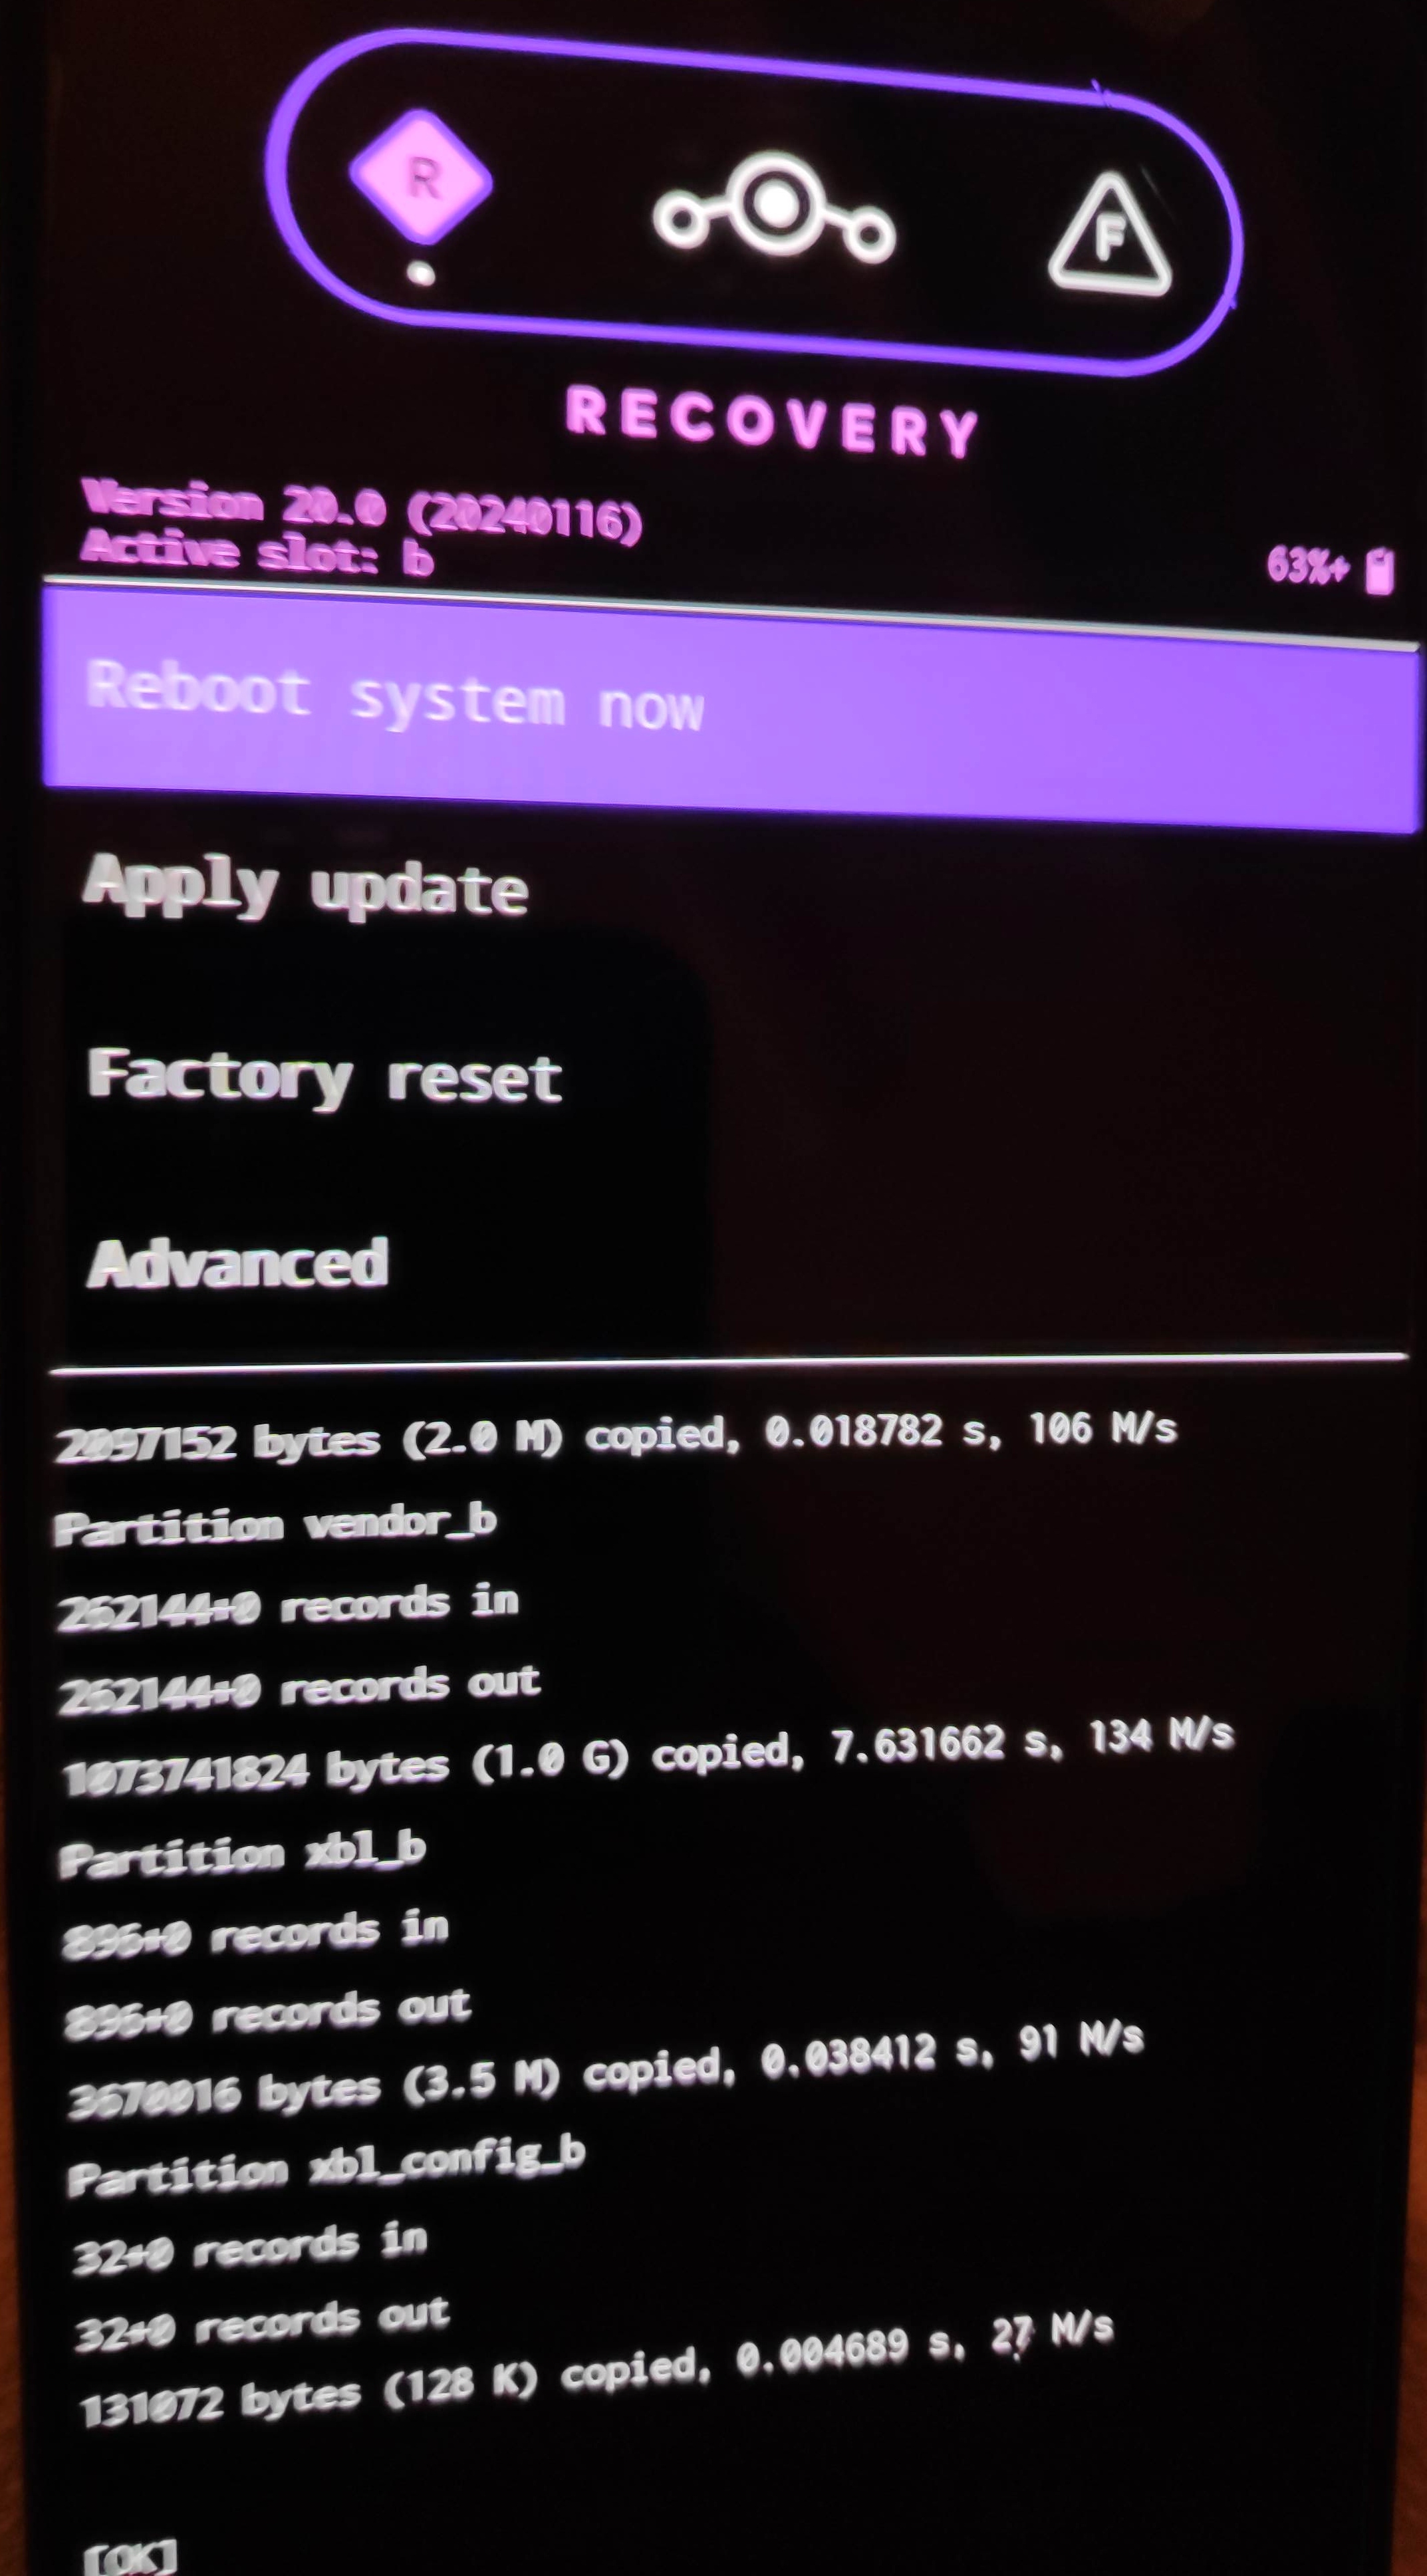 R
F
RECOVERY
Version 20.0 (20240116)
Active slot: b
63%+
Reboot system now
Apply update
Factory reset
Advanced
2097152 bytes (2.0 M) copied, 0.018782 s, 106 M/s
Partition vendor_b
262144+0 records in
262144+0 records out
1073741824 bytes (1.0 G) copied, 7.631662 s, 134 M/s
Partition xbl_b
896+0 records in
896+0 records out
3670016 bytes (3.5 M) copied, 0.038412 s, 91 M/s
Partition xbl_config_b
32+0 records in
32+0 records out
131072 bytes (128 K) copied, 0.004689 s, 27 M/s
[OK]